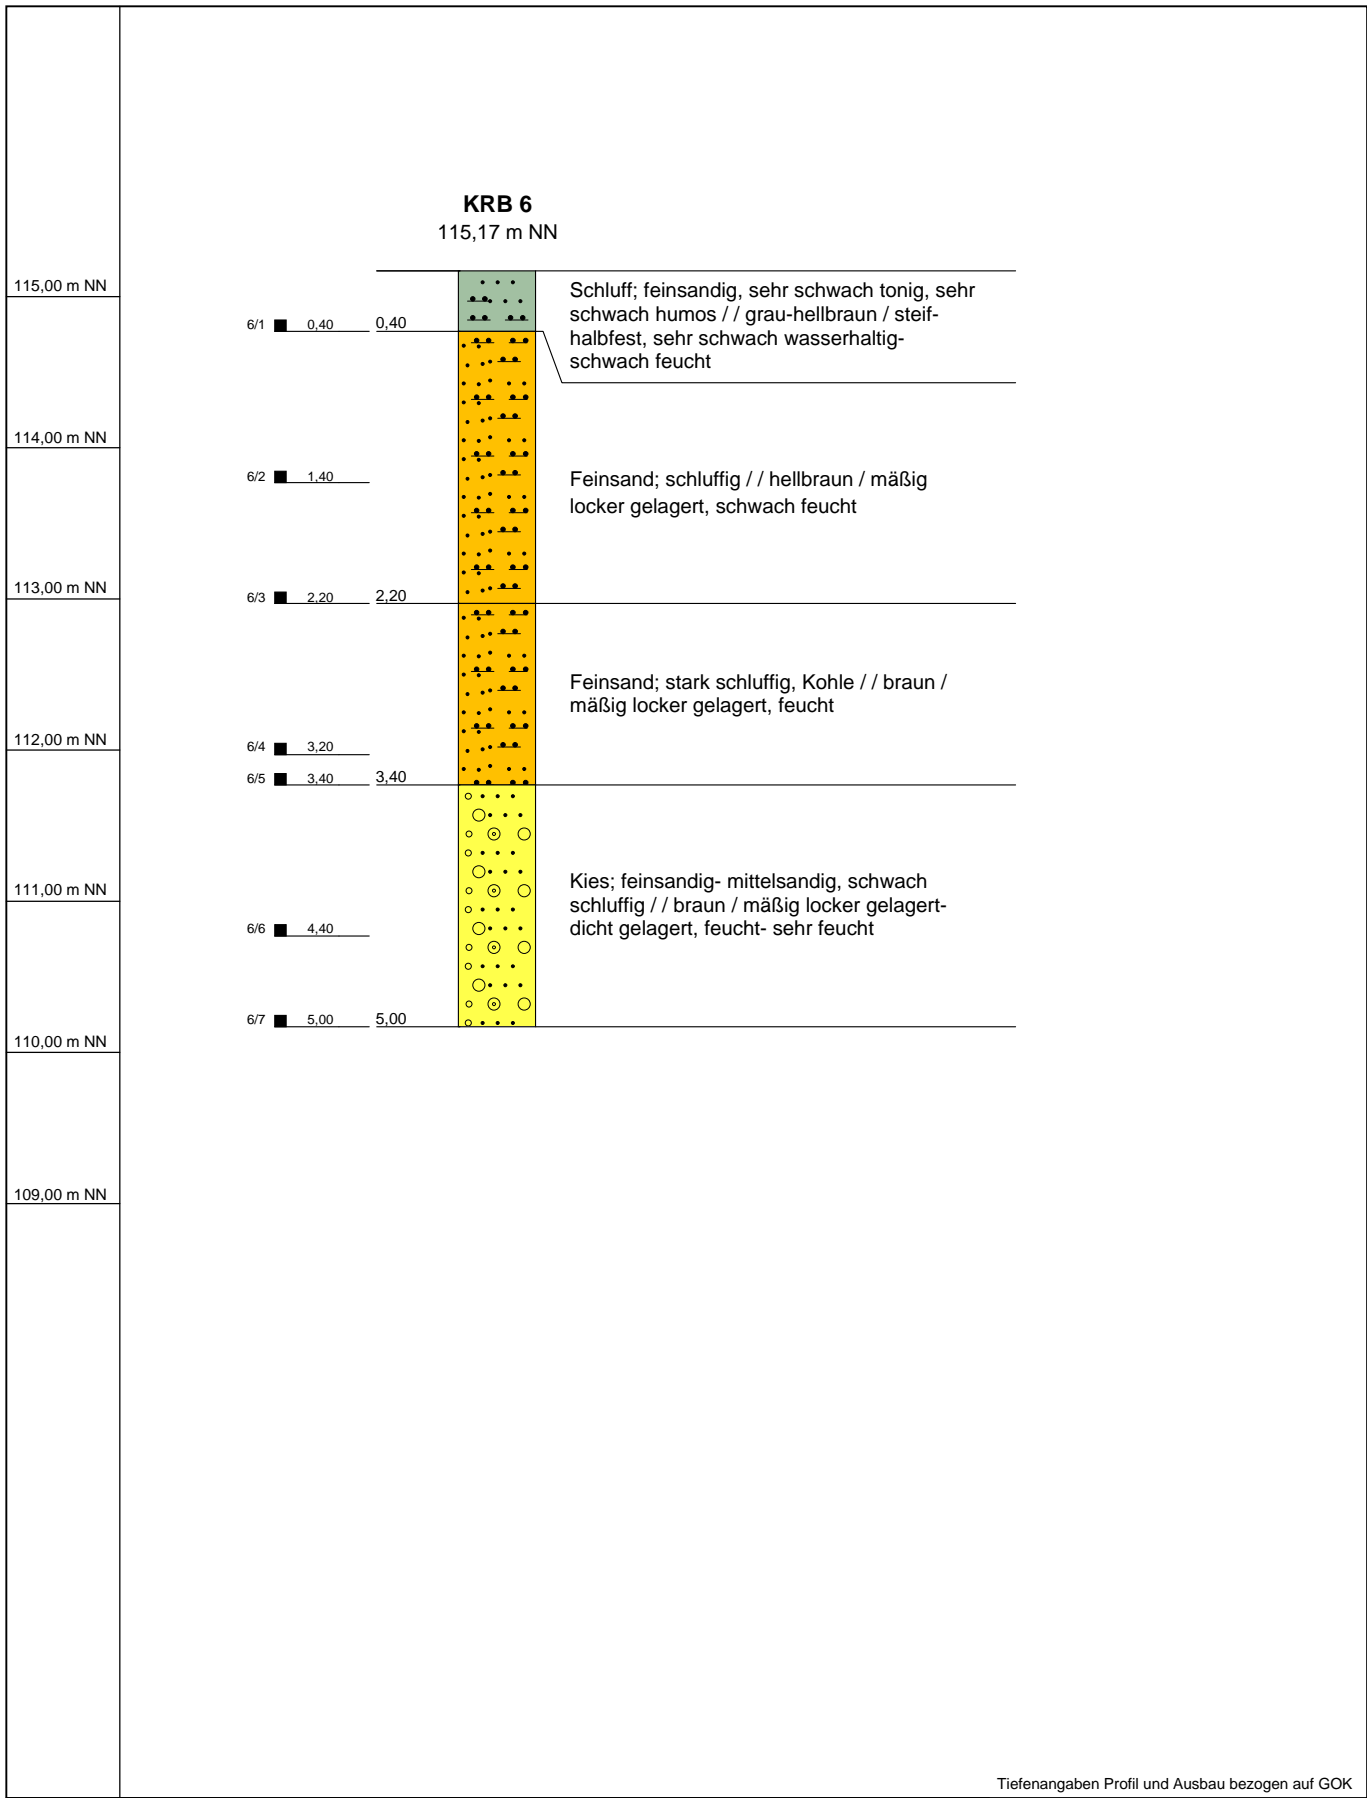 KRB 6
115,17 m NN
115,00 m NN
Schluff; feinsandig, sehr schwach tonig, sehr
schwach humos / / grau-hellbraun / steif-
halbfest, sehr schwach wasserhaltig-
schwach feucht
6/1 0,40 0,40
114,00 m NN
6/2 1,40
Feinsand; schluffig / / hellbraun / mäßig
locker gelagert, schwach feucht
113,00 m NN
6/3 2,20 2,20
Feinsand; stark schluffig, Kohle / / braun /
mäßig locker gelagert, feucht
112,00 m NN
6/4 3,20
6/5 3,40 3,40
111,00 m NN
Kies; feinsandig- mittelsandig, schwach
schluffig / / braun / mäßig locker gelagert-
dicht gelagert, feucht- sehr feucht
6/6 4,40
6/7 5,00 5,00
110,00 m NN
109,00 m NN
Tiefenangaben Profil und Ausbau bezogen auf GOK